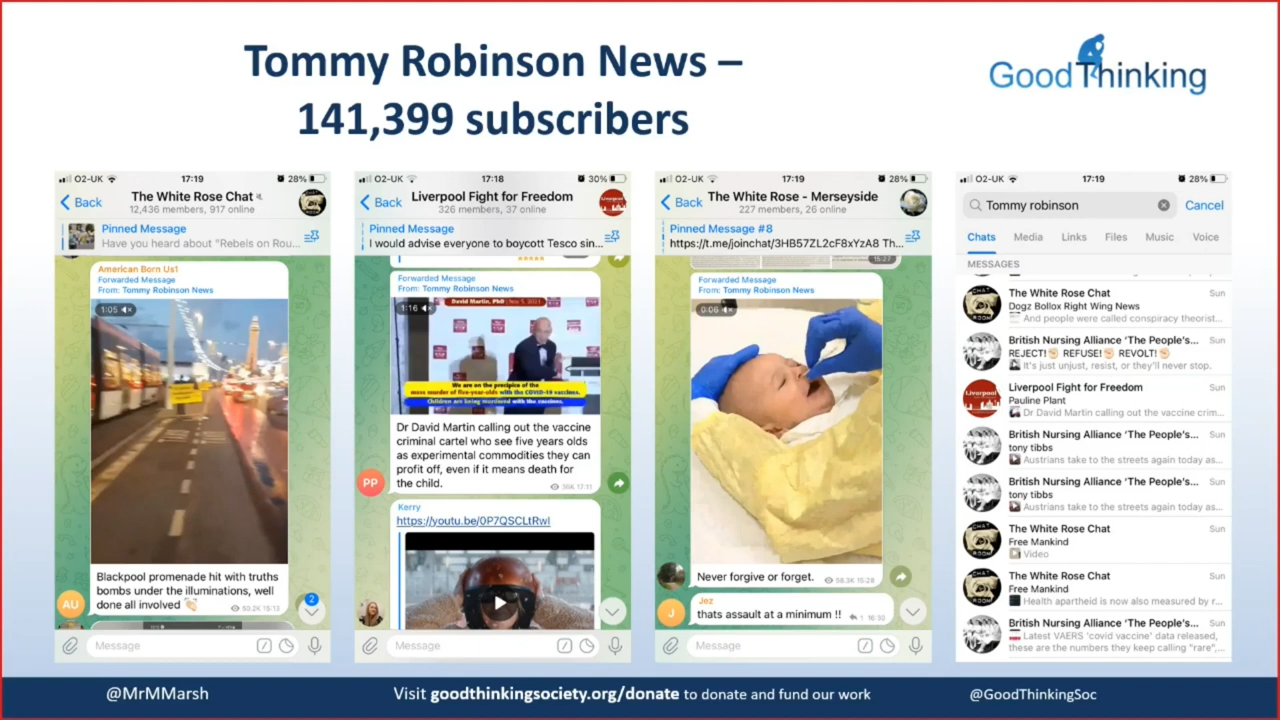 Tommy Robinson News –
141,399 subscribers
GoodThinking
O2-UK 17:19 28%
Back
The White Rose Chat
12,436 members, 917 online
Pinned Message
Have you heard about "Rebels on Rou...
American Born Us1
Forwarded Message
From: Tommy Robinson News
1:05
Blackpool promenade hit with truths
bombs under the illuminations, well
done all involved 👏🏻
50.2K 15:13
AU
2
Message
O2-UK 17:18 30%
Back
Liverpool Fight for Freedom
326 members, 37 online
Pinned Message
I would advise everyone to boycott Tesco sin...
Forwarded Message
From: Tommy Robinson News
David Martin, PhD | Nov 5, 2021
1:16
We are on the precipice of the
mass murder of five-year-olds with the COVID-19 vaccines.
Children are being murdered with the vaccines.
Dr David Martin calling out the vaccine
criminal cartel who see five years olds
as experimental commodities they can
profit off, even if it means death for
the child.
36K 17:11
PP
Kerry
https://youtu.be/0P7QSCLtRwI
Message
O2-UK 17:19 28%
Back
The White Rose - Merseyside
227 members, 26 online
Pinned Message #8
https://t.me/joinchat/3HB57ZL2cF8xYzA8 Th...
15:27
Forwarded Message
From: Tommy Robinson News
0:06
Never forgive or forget.
58.3K 15:28
Jez
thats assault at a minimum !!
1 16:30
J
Message
O2-UK 17:19 28%
Tommy robinson
Cancel
Chats Media Links Files Music Voice
MESSAGES
The White Rose Chat Sun
Dogz Bollox Right Wing News
And people were called conspiracy theorist...
British Nursing Alliance ‘The People's... Sun
REJECT!✊🏼 REFUSE!✊🏼 REVOLT!✊🏼
It's just unjust, resist, or they'll never stop.
Liverpool Fight for Freedom Sun
Pauline Plant
Dr David Martin calling out the vaccine crim...
British Nursing Alliance ‘The People's... Sun
tony tibbs
Austrians take to the streets again today as...
British Nursing Alliance ‘The People's... Sun
tony tibbs
Austrians take to the streets again today as...
The White Rose Chat Sun
Free Mankind
Video
The White Rose Chat Sun
Free Mankind
Health apartheid is now also measured by r...
British Nursing Alliance ‘The People's... Sun
Latest VAERS 'covid vaccine' data released,
these are the numbers they keep calling "rare",...
@MrMMarsh
Visit goodthinkingsociety.org/donate to donate and fund our work
@GoodThinkingSoc